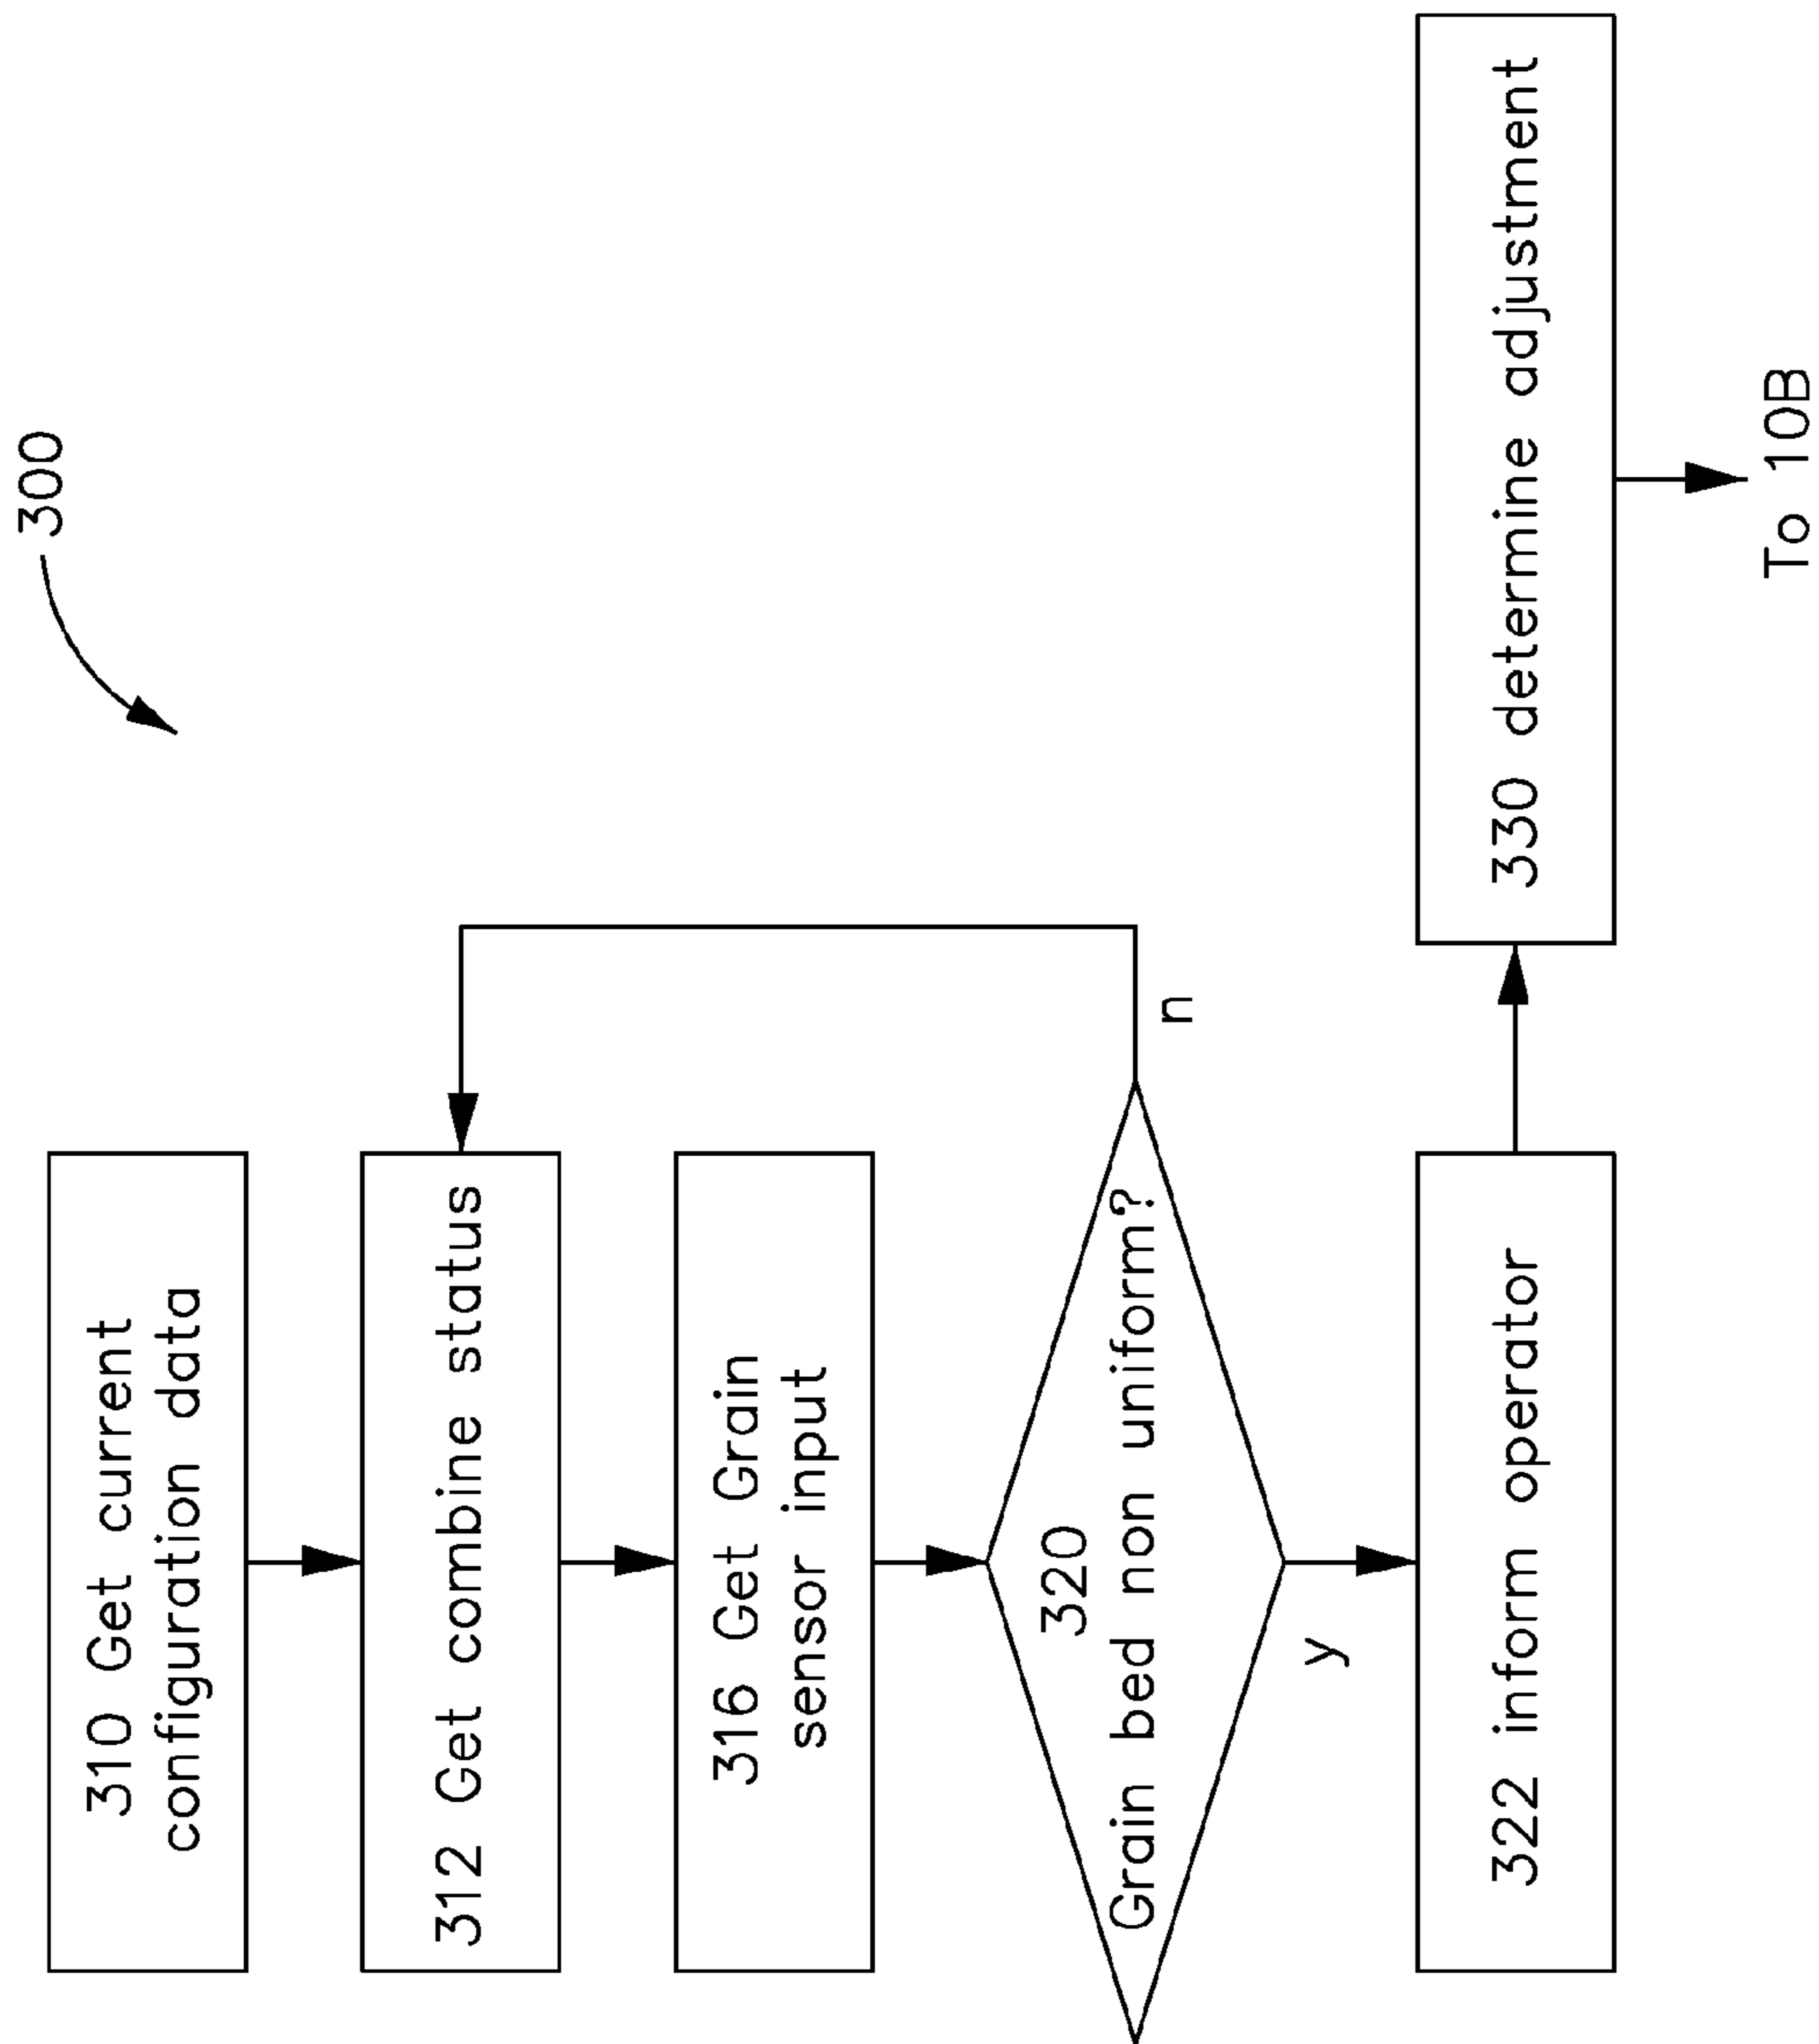 300
310 Get current
configuration data
312 Get combine status
316 Get Grain
sensor input
320
Grain bed non uniform?
n
y
322 inform operator
330 determine adjustment
To 10B